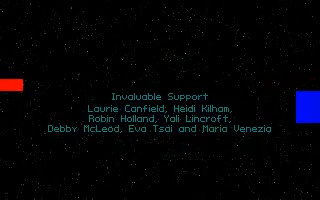 Invaluable Support
Laurie Canfield, Heidi Kilham,
Robin Holland, Yali Lincroft,
Debby McLeod, Eva Tsai and Maria Venezia